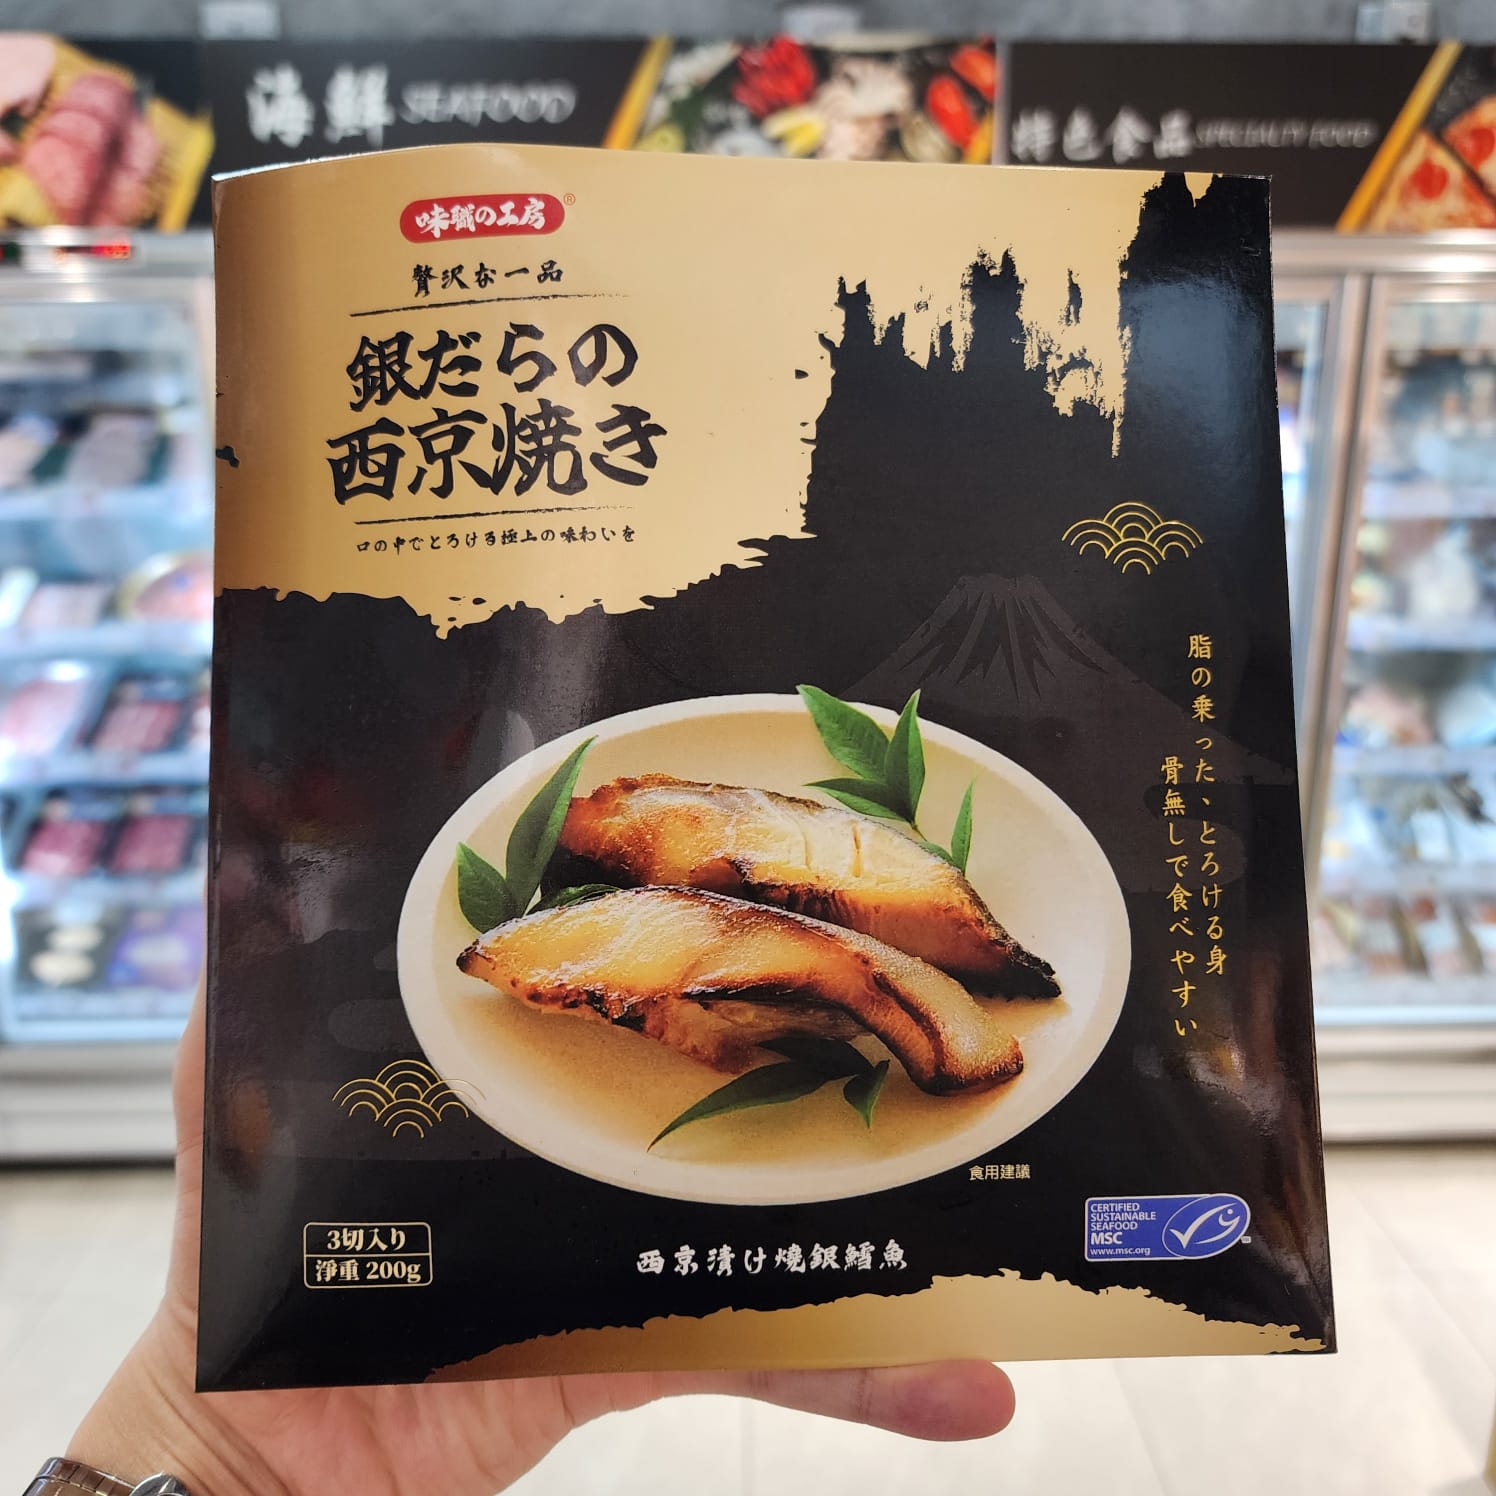 海鮮 SEAFOOD
特色食品 SPECIALTY FOOD
味職の工房®
贅沢な一品
銀だらの
西京焼き
口の中でとろける極上の味わいを
脂の乗った、とろける身
骨無しで食べやすい
食用建議
3切入り
淨重 200g
西京漬け燒銀鱈魚
CERTIFIED
SUSTAINABLE
SEAFOOD
MSC
www.msc.org